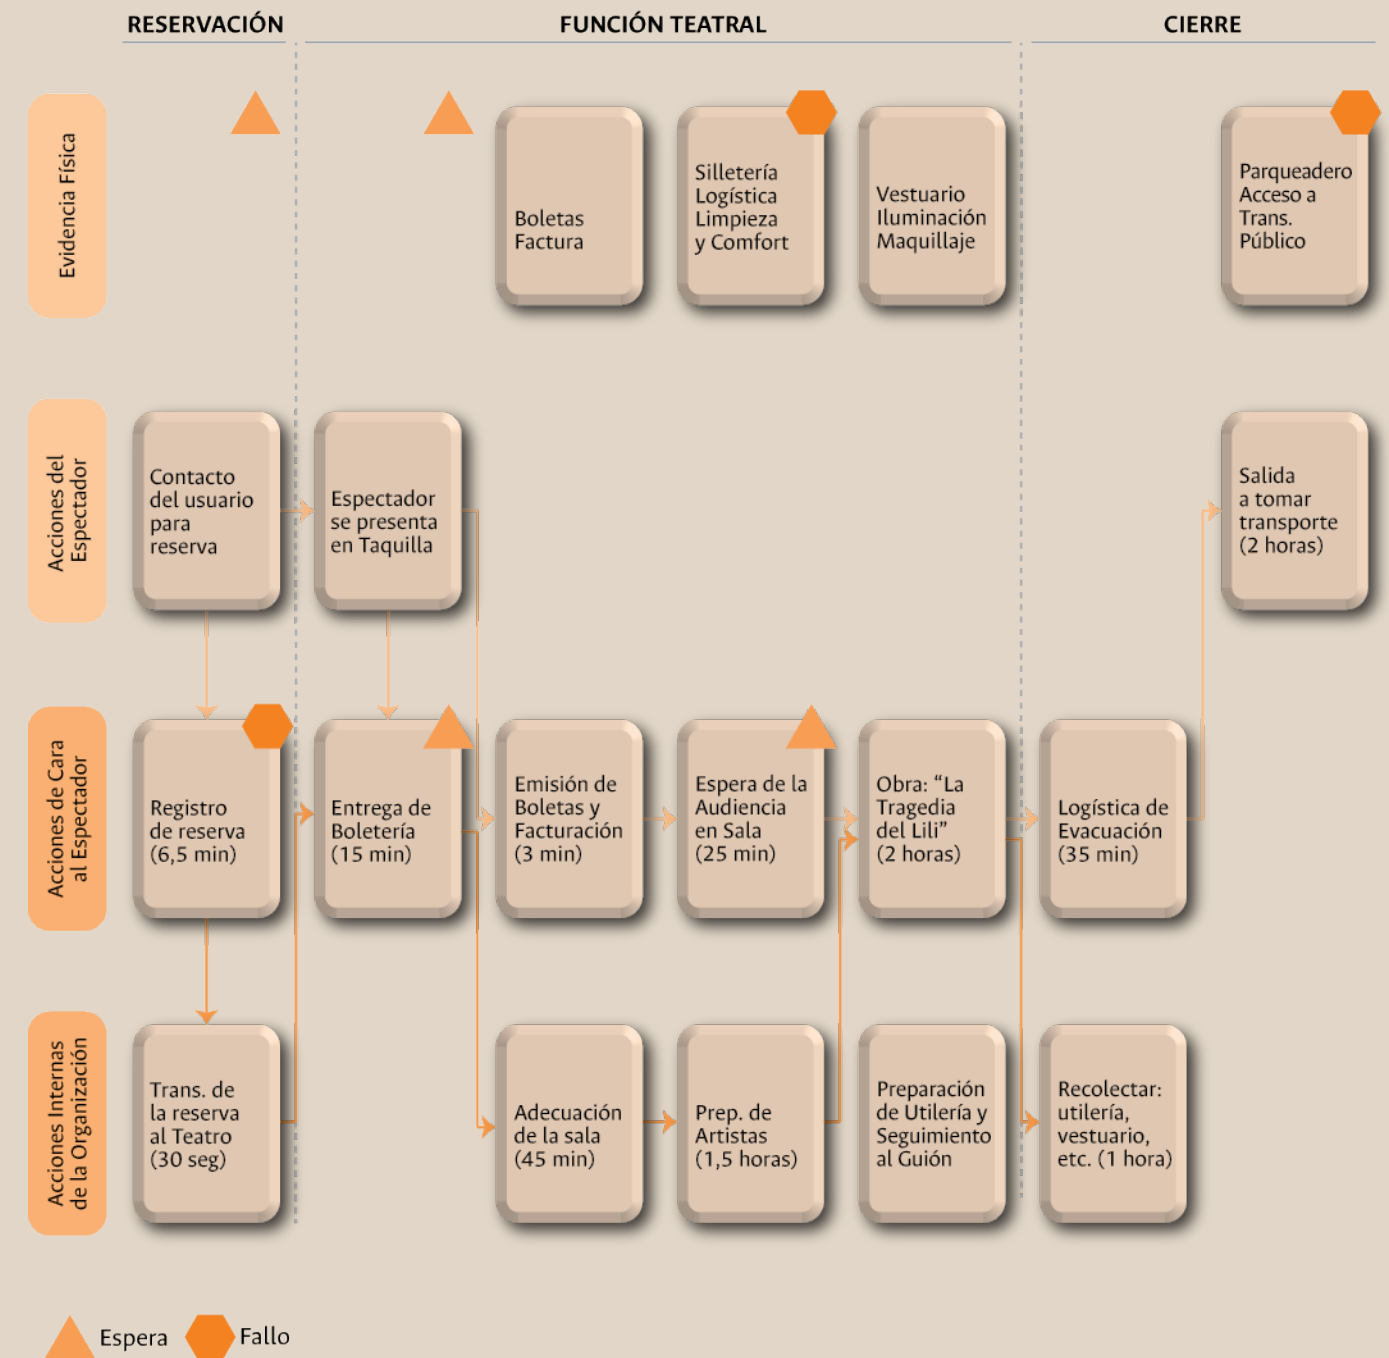 RESERVACIÓN
FUNCIÓN TEATRAL
CIERRE
Evidencia Física
Boletas
Factura
Silletería
Logística
Limpieza
y Comfort
Vestuario
Iluminación
Maquillaje
Parqueadero
Acceso a
Trans.
Público
Acciones del
Espectador
Contacto
del usuario
para
reserva
Espectador
se presenta
en Taquilla
Salida
a tomar
transporte
(2 horas)
Acciones de Cara
al Espectador
Registro
de reserva
(6,5 min)
Entrega de
Boletería
(15 min)
Emisión de
Boletas y
Facturación
(3 min)
Espera de la
Audiencia
en Sala
(25 min)
Obra: “La
Tragedia
del Lili”
(2 horas)
Logística de
Evacuación
(35 min)
Acciones Internas
de la Organización
Trans. de
la reserva
al Teatro
(30 seg)
Adecuación
de la sala
(45 min)
Prep. de
Artistas
(1,5 horas)
Preparación
de Utilería y
Seguimiento
al Guión
Recolectar:
utilería,
vestuario,
etc. (1 hora)
Espera
Fallo